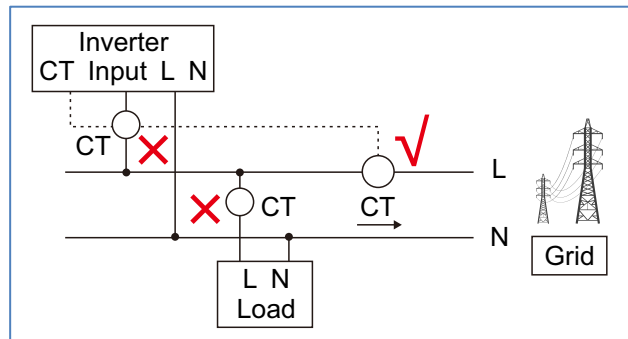 Inverter
CT Input L N
CT
L
CT
CT
N
L N
Load
Grid